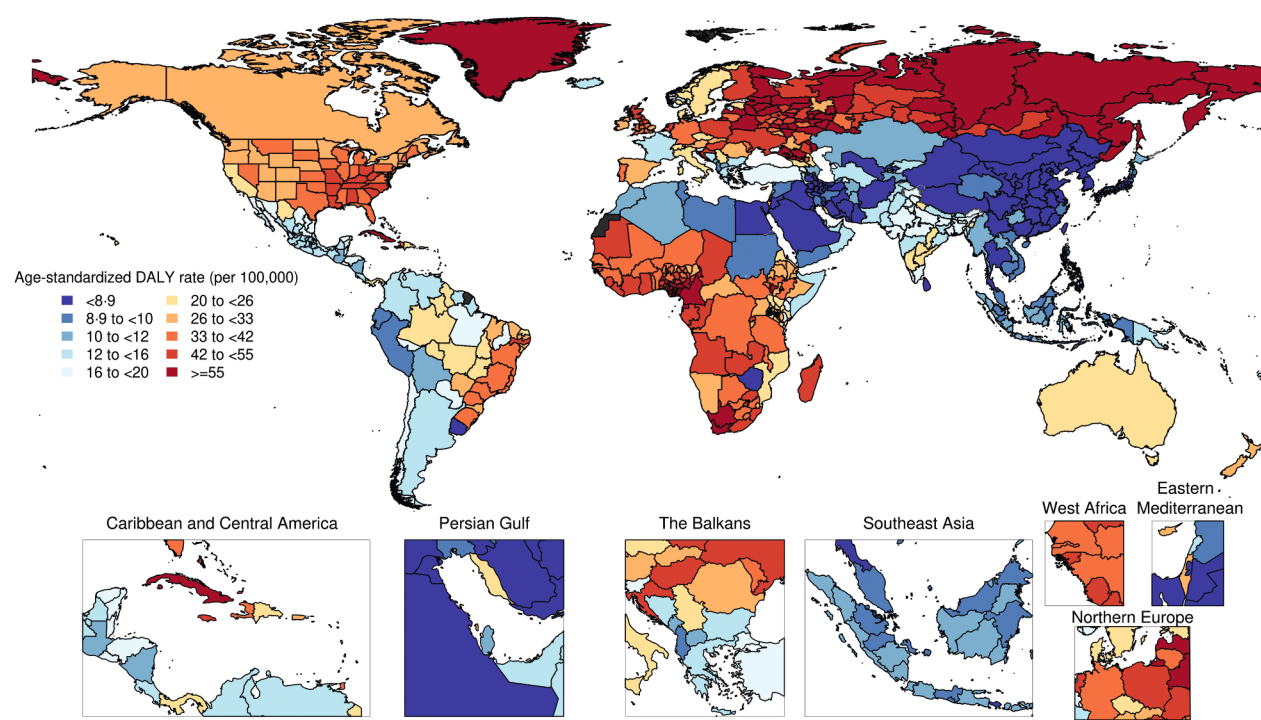 Age-standardized DALY rate (per 100,000)
<8·9
8·9 to <10
10 to <12
12 to <16
16 to <20
20 to <26
26 to <33
33 to <42
42 to <55
>=55
Caribbean and Central America
Persian Gulf
The Balkans
Southeast Asia
West Africa
Eastern
Mediterranean
Northern Europe